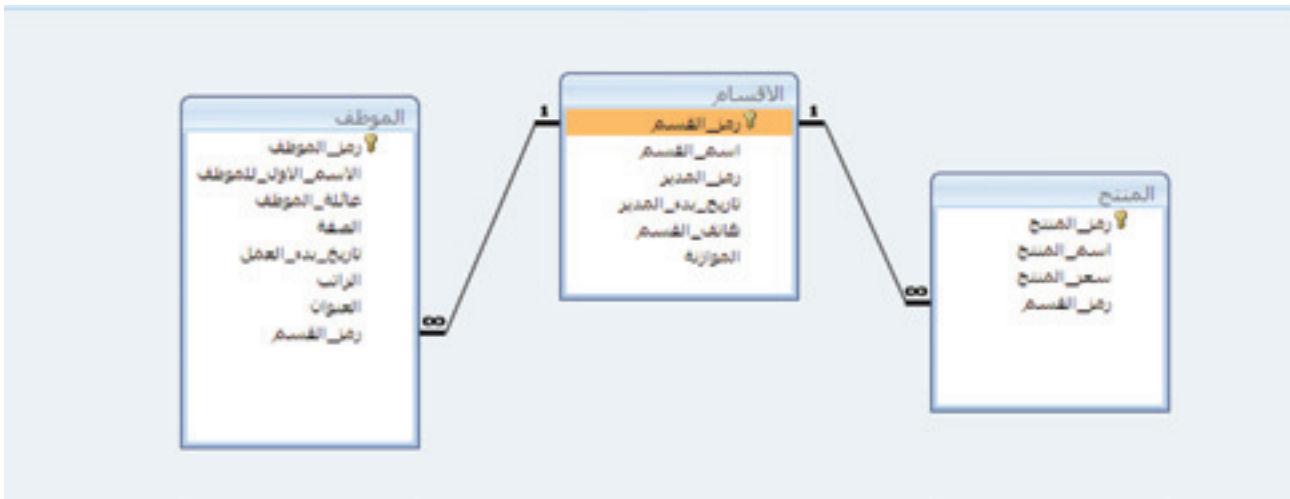 الموظف
رمز_الموظف
الاسم_الاول_للموظف
عائلة_الموظف
الصفة
تاريخ_بدء_العمل
الراتب
العنوان
رمز_القسم
∞
1
الاقسام
رمز_القسم
اسم_القسم
رمز_المدير
تاريخ_بدء_المدير
هاتف_القسم
الموازنة
1
∞
المنتج
رمز_المنتج
اسم_المنتج
سعر_المنتج
رمز_القسم